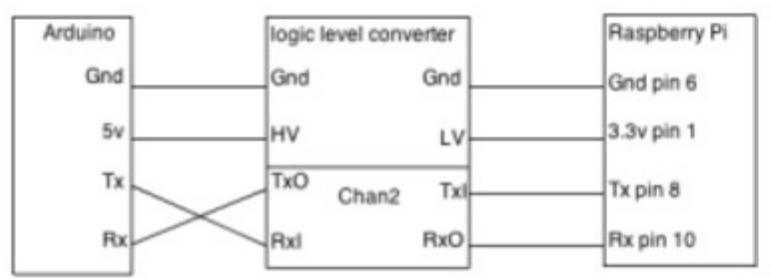 Arduino
Gnd
5v
Tx
Rx
logic level converter
Gnd Gnd
HV LV
TxO Chan2 TxI
RxI RxO
Raspberry Pi
Gnd pin 6
3.3v pin 1
Tx pin 8
Rx pin 10